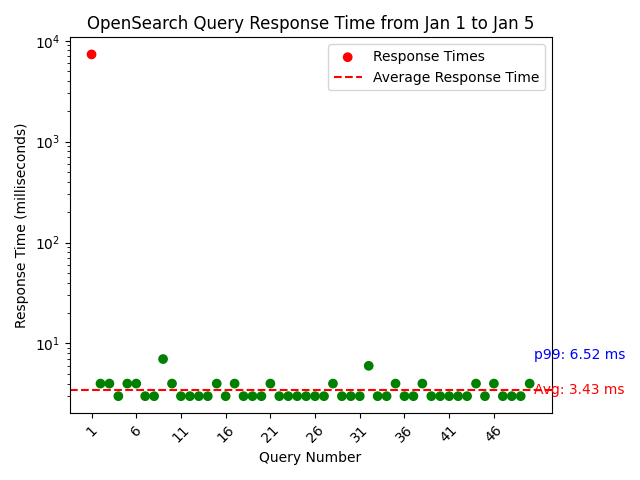 OpenSearch Query Response Time from Jan 1 to Jan 5
Response Time (milliseconds)
10^4
10^3
10^2
10^1
Response Times
Average Response Time
p99: 6.52 ms
Avg: 3.43 ms
1 6 11 16 21 26 31 36 41 46
Query Number